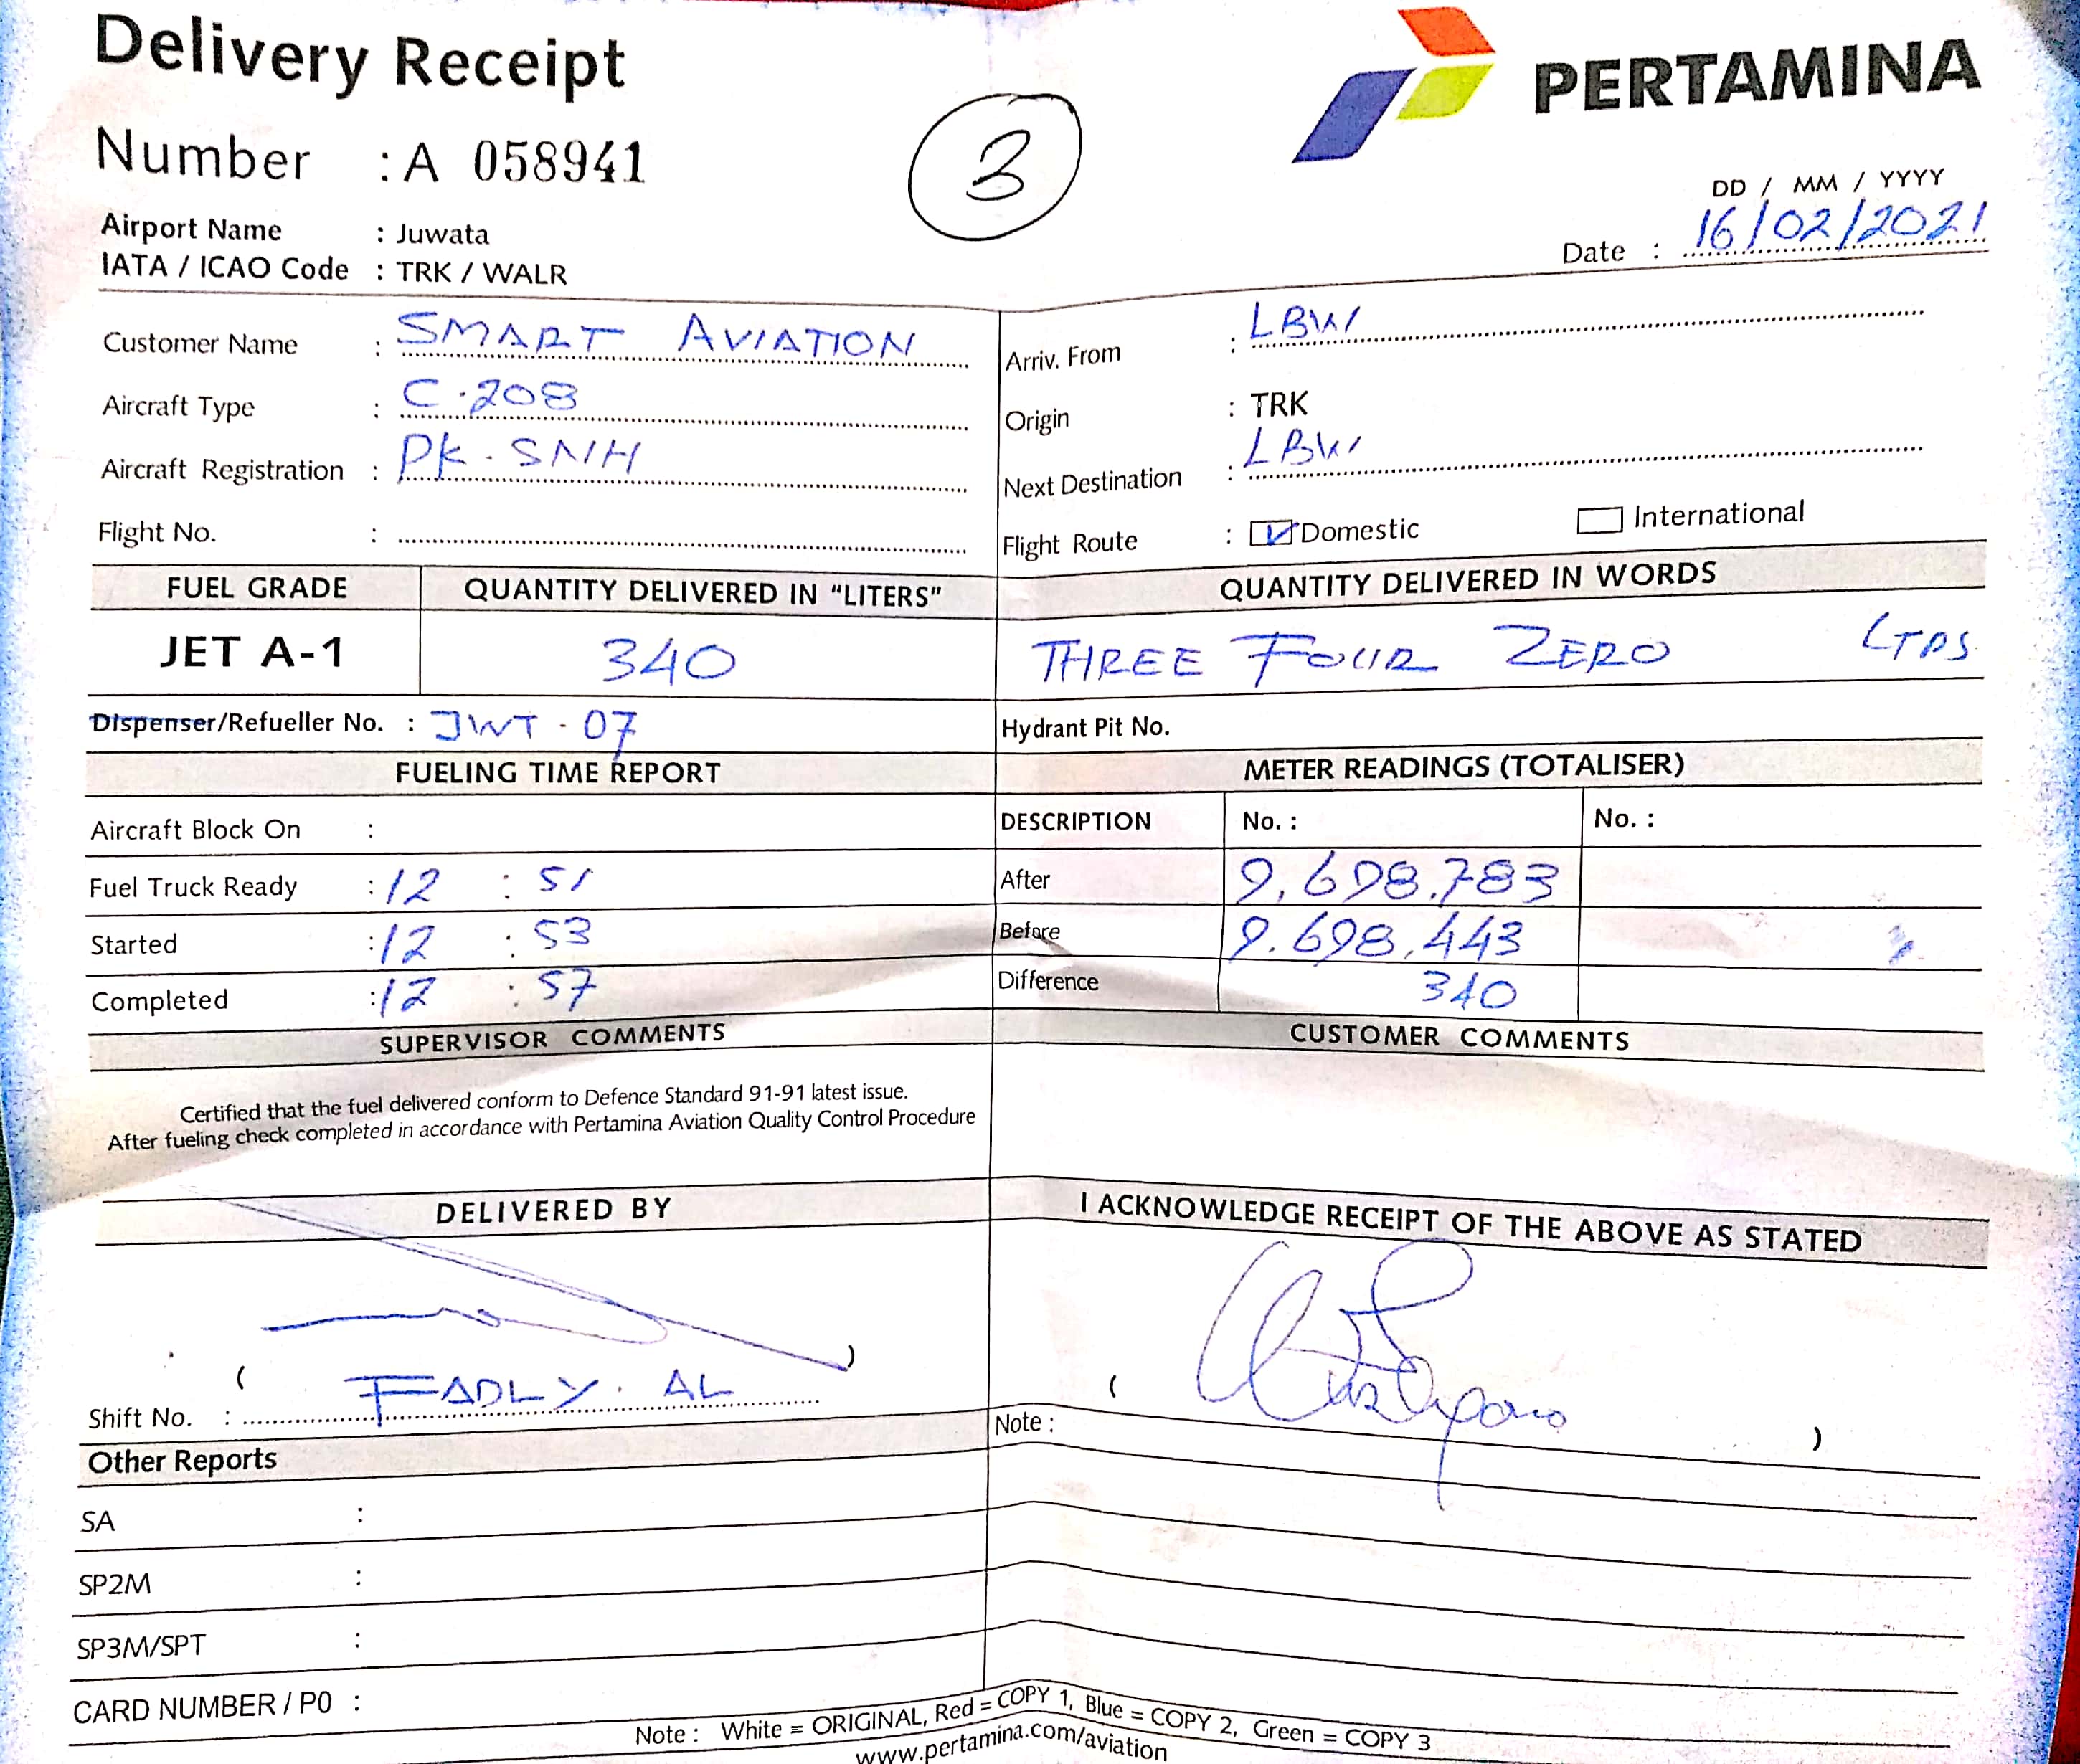 Delivery Receipt
PERTAMINA
Number : A 058941
3
DD / MM / YYYY
Date : 16/02/2021
Airport Name : Juwata
IATA / ICAO Code : TRK / WALR
Customer Name : SMART AVIATION
Arriv. From : LBW
Aircraft Type : C.208
Origin : TRK
Aircraft Registration : PK-SNH
Next Destination : LBW
Flight No. :
Flight Route : Domestic International
FUEL GRADE QUANTITY DELIVERED IN "LITERS" QUANTITY DELIVERED IN WORDS
JET A-1 340 THREE FOUR ZERO LTRS
Dispenser/Refueller No. : JWT - 07 Hydrant Pit No.
FUELING TIME REPORT METER READINGS (TOTALISER)
Aircraft Block On : DESCRIPTION No. : No. :
Fuel Truck Ready : 12 : 51 After 9,698.783
Started : 12 : 53 Before 9.698.443
Completed : 12 : 57 Difference 340
SUPERVISOR COMMENTS CUSTOMER COMMENTS
Certified that the fuel delivered conform to Defence Standard 91-91 latest issue.
After fueling check completed in accordance with Pertamina Aviation Quality Control Procedure
DELIVERED BY I ACKNOWLEDGE RECEIPT OF THE ABOVE AS STATED
( FADLY. AL )
( )
Shift No. :
Note :
Other Reports
SA :
SP2M :
SP3M/SPT :
CARD NUMBER / P0 :
Note : White = ORIGINAL, Red = COPY 1, Blue = COPY 2, Green = COPY 3
www.pertamina.com/aviation